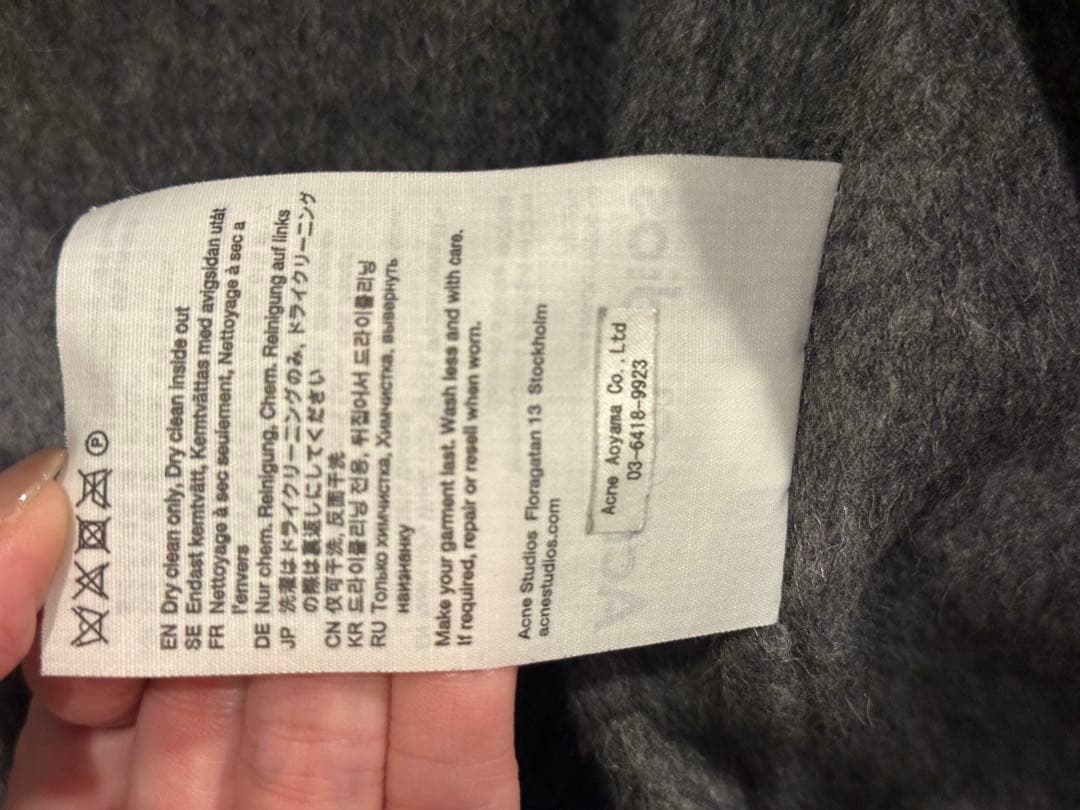 P
EN Dry clean only, Dry clean inside out
SE Endast kemtvätt, Kemtvättas med avigsidan utåt
FR Nettoyage à sec seulement, Nettoyage à sec a
l'envers
DE Nur chem. Reinigung, Chem. Reinigung auf links
JP 洗濯はドライクリーニングのみ、ドライクリーニング
の際は裏返しにしてください
CN 仅可干洗, 反面干洗
KR 드라이클리닝 전용, 뒤집어서 드라이클리닝
RU Только химчистка, Химчистка, вывернуть
наизнанку
Make your garment last. Wash less and with care.
If required, repair or resell when worn.
Acne Studios Floragatan 13 Stockholm
acnestudios.com
Acne Aoyama Co.,Ltd
03-6418-9923